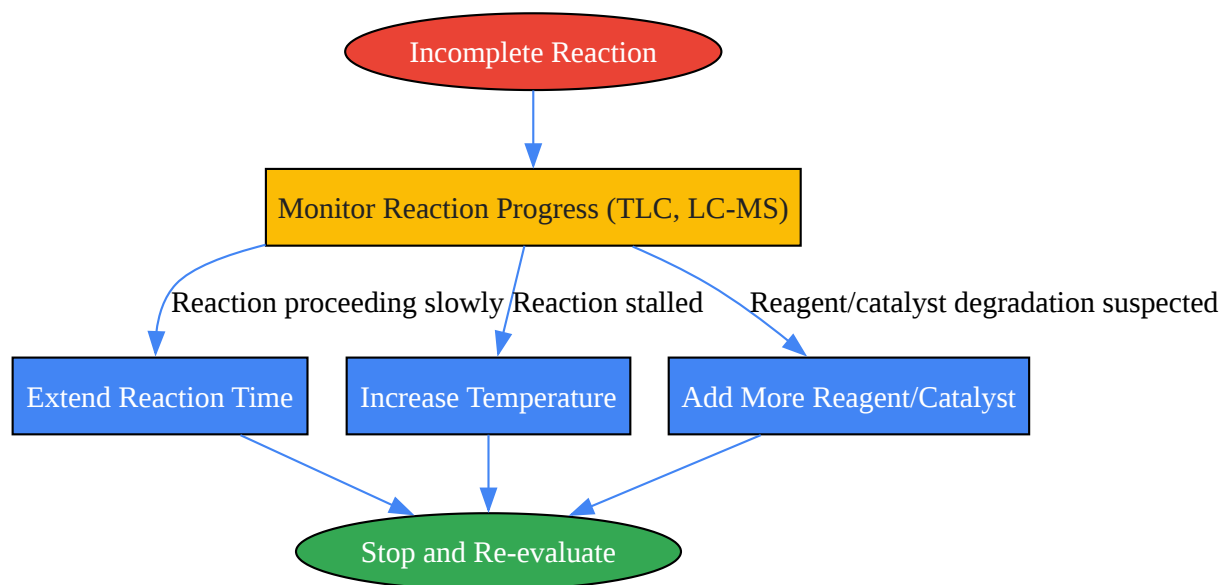 Incomplete Reaction
Monitor Reaction Progress (TLC, LC-MS)
Reaction proceeding slowly
Reaction stalled
Reagent/catalyst degradation suspected
Extend Reaction Time
Increase Temperature
Add More Reagent/Catalyst
Stop and Re-evaluate